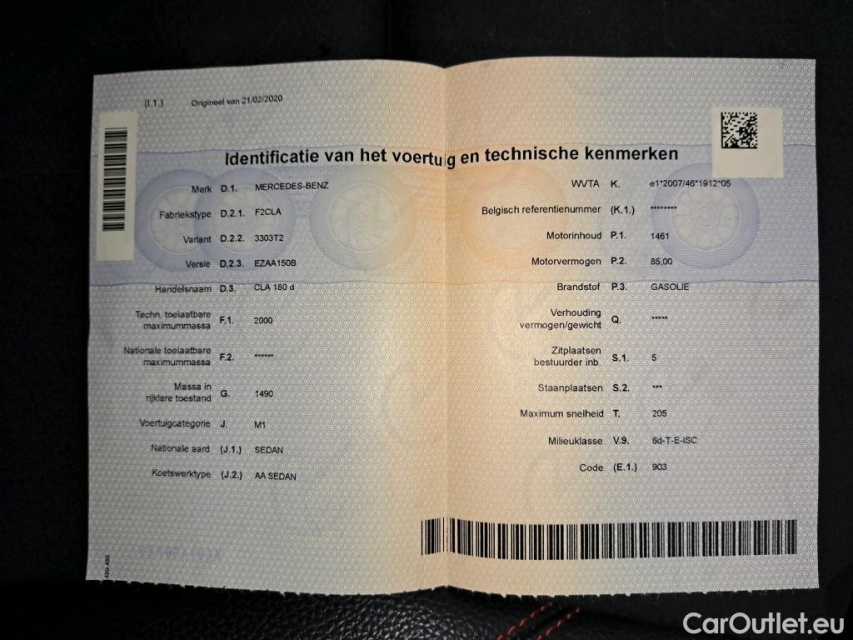 (I.1.) Origineel van 21/02/2020
Identificatie van het voertuig en technische kenmerken
Merk D.1. MERCEDES-BENZ
Fabriekstype D.2.1. F2CLA
Variant D.2.2. 3303T2
Versie D.2.3. EZAA150B
Handelsnaam D.3. CLA 180 d
Techn. toelaatbare
maximummassa F.1. 2000
Nationale toelaatbare
maximummassa F.2. ******
Massa in
rijklare toestand G. 1490
Voertuigcategorie J. M1
Nationale aard (J.1.) SEDAN
Koetswerktype (J.2.) AA SEDAN
WVTA K. e1*2007/46*1912*05
Belgisch referentienummer (K.1.) ********
Motorinhoud P.1. 1461
Motorvermogen P.2. 85,00
Brandstof P.3. GASOLIE
Verhouding
vermogen/gewicht Q. *****
Zitplaatsen
bestuurder inb. S.1. 5
Staanplaatsen S.2. ***
Maximum snelheid T. 205
Milieuklasse V.9. 6d-T-E-ISC
Code (E.1.) 903
CarOutlet.eu